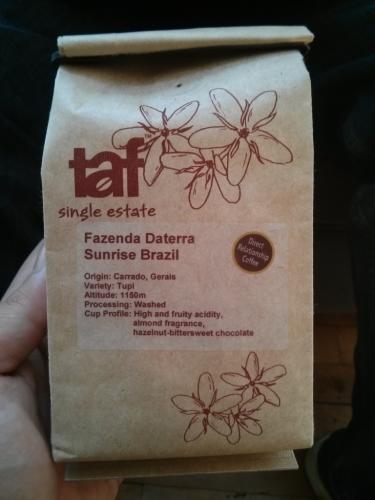 taf™
single estate
Fazenda Daterra
Sunrise Brazil
Direct
Relationship
Coffee
Origin: Carrado, Gerais
Variety: Tupi
Altitude: 1150m
Processing: Washed
Cup Profile: High and fruity acidity,
almond fragrance,
hazelnut-bittersweet chocolate